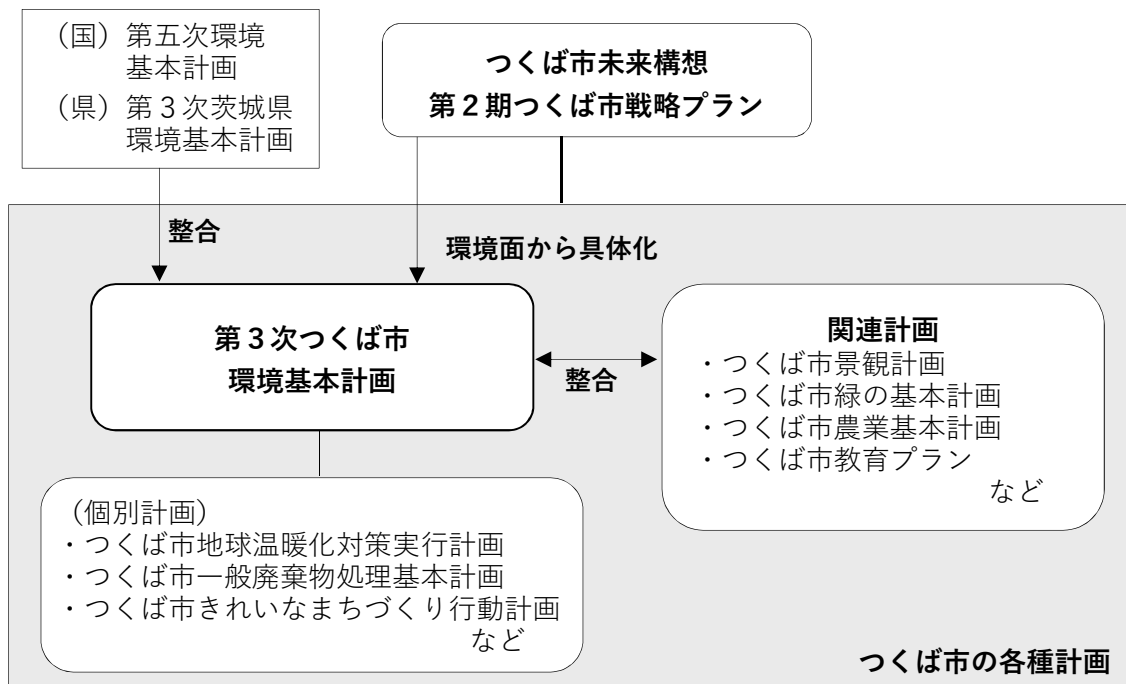 （国）第五次環境
基本計画
（県）第３次茨城県
環境基本計画
つくば市未来構想
第２期つくば市戦略プラン
整合
環境面から具体化
第３次つくば市
環境基本計画
整合
関連計画
・つくば市景観計画
・つくば市緑の基本計画
・つくば市農業基本計画
・つくば市教育プラン
など
（個別計画）
・つくば市地球温暖化対策実行計画
・つくば市一般廃棄物処理基本計画
・つくば市きれいなまちづくり行動計画
など
つくば市の各種計画